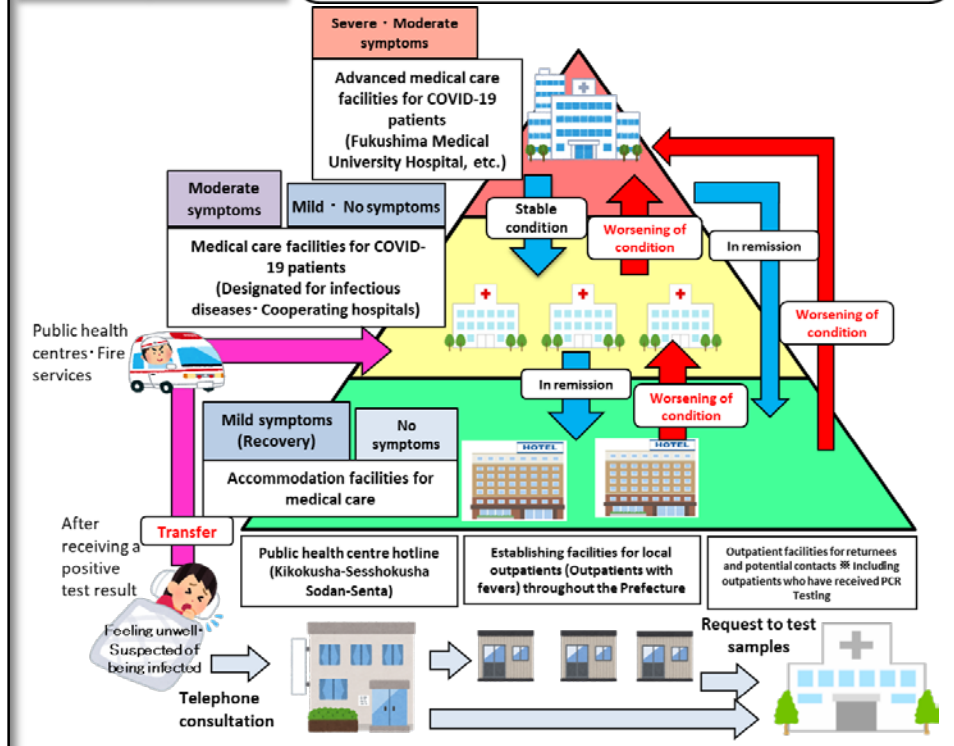 Severe・Moderate
symptoms
Advanced medical care
facilities for COVID-19
patients
(Fukushima Medical
University Hospital, etc.)
Moderate
symptoms
Mild・No symptoms
Medical care facilities for COVID-
19 patients
(Designated for infectious
diseases・Cooperating hospitals)
Stable
condition
Worsening of
condition
In remission
Worsening of
condition
Public health
centres・Fire
services
In remission
Worsening of
condition
Mild symptoms
(Recovery)
No
symptoms
Accommodation facilities for
medical care
HOTEL
HOTEL
After
receiving a
positive
test result
Transfer
Public health centre hotline
(Kikokusha-Sesshokusha
Sodan-Senta)
Establishing facilities for local
outpatients (Outpatients with
fevers) throughout the Prefecture
Outpatient facilities for returnees
and potential contacts ※ Including
outpatients who have received PCR
Testing
Feeling unwell・
Suspected of
being infected
Telephone
consultation
Request to test
samples